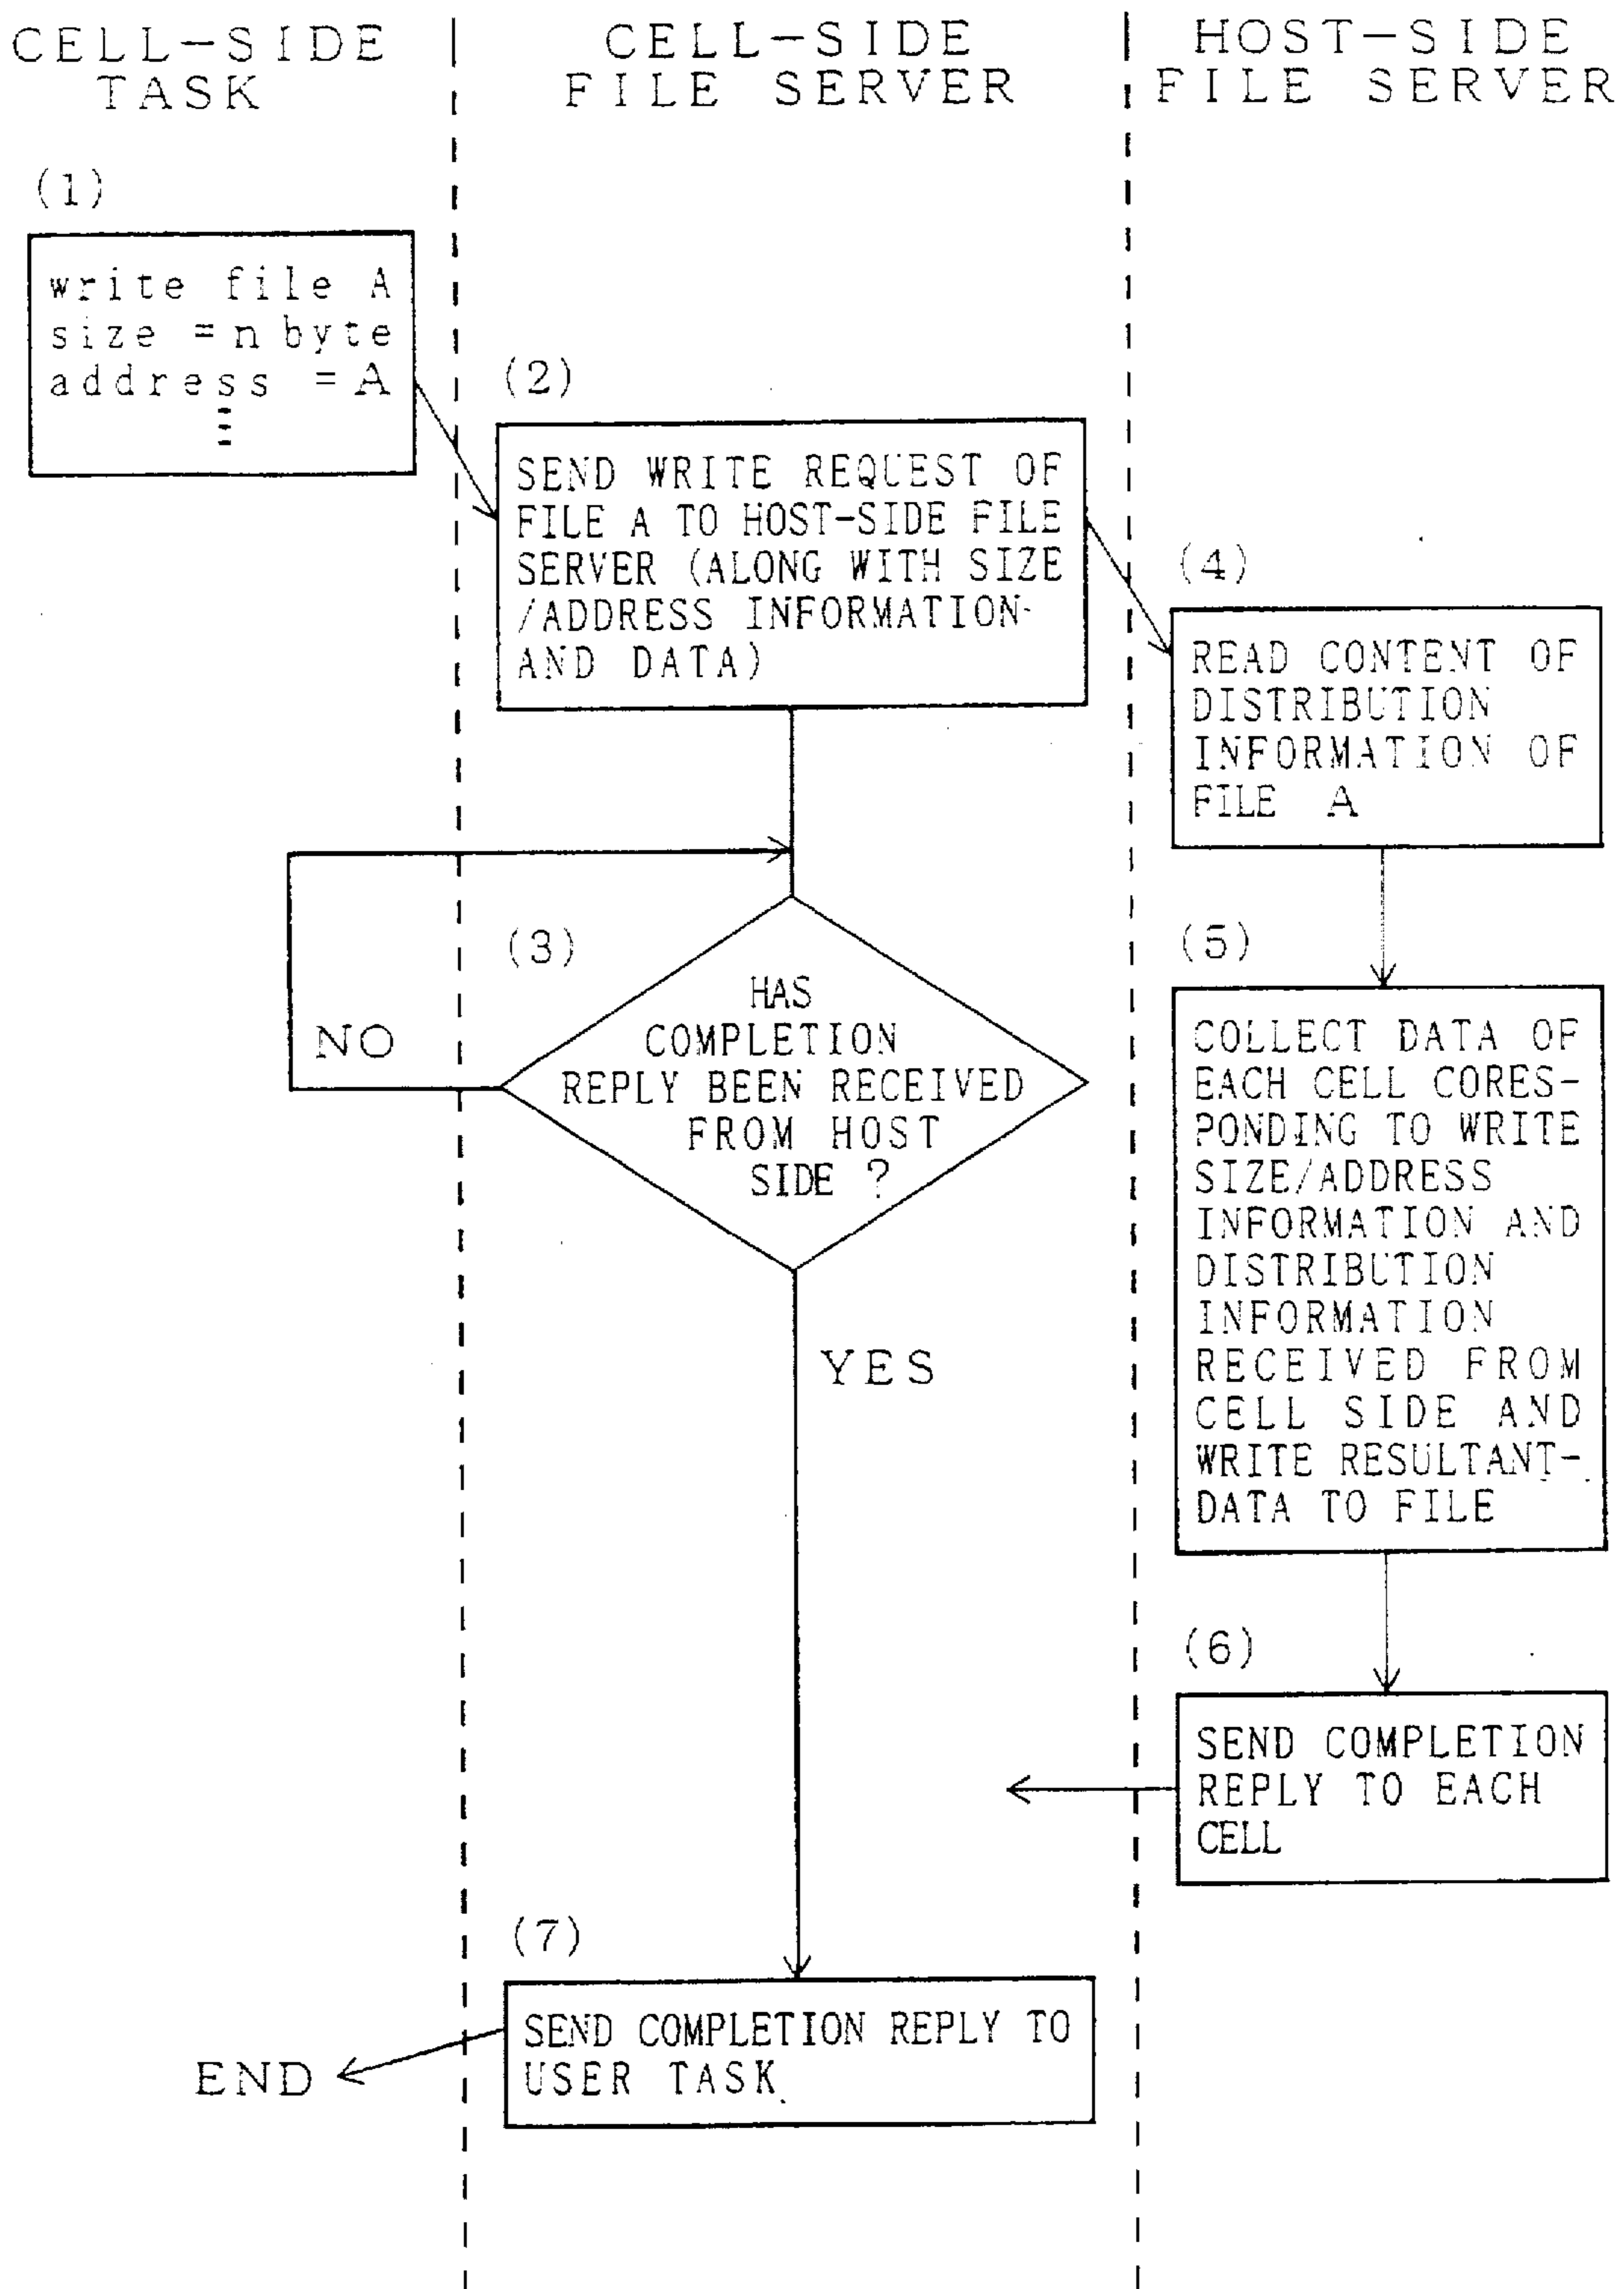 CELL-SIDE
TASK
CELL-SIDE
FILE SERVER
HOST-SIDE
FILE SERVER
(1)
write file A
size =n byte
address =A
(2)
SEND WRITE REQUEST OF
FILE A TO HOST-SIDE FILE
SERVER (ALONG WITH SIZE
/ADDRESS INFORMATION-
AND DATA)
(4)
READ CONTENT OF
DISTRIBUTION
INFORMATION OF
FILE A
(3)
HAS
COMPLETION
REPLY BEEN RECEIVED
FROM HOST
SIDE ?
NO
YES
(5)
COLLECT DATA OF
EACH CELL CORES-
PONDING TO WRITE
SIZE/ADDRESS
INFORMATION AND
DISTRIBUTION
INFORMATION
RECEIVED FROM
CELL SIDE AND
WRITE RESULTANT-
DATA TO FILE
(6)
SEND COMPLETION
REPLY TO EACH
CELL
(7)
SEND COMPLETION REPLY TO
USER TASK
END